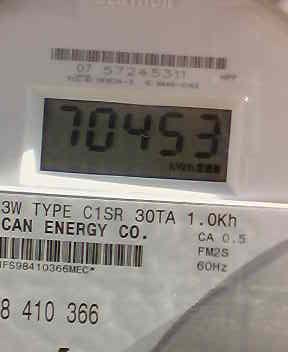 07 57245311
70453
3W TYPE C1SR 30TA 1.0Kh
CAN ENERGY CO.
CA 0.5
FM2S
60Hz
IFS98410366MEC*
8 410 366